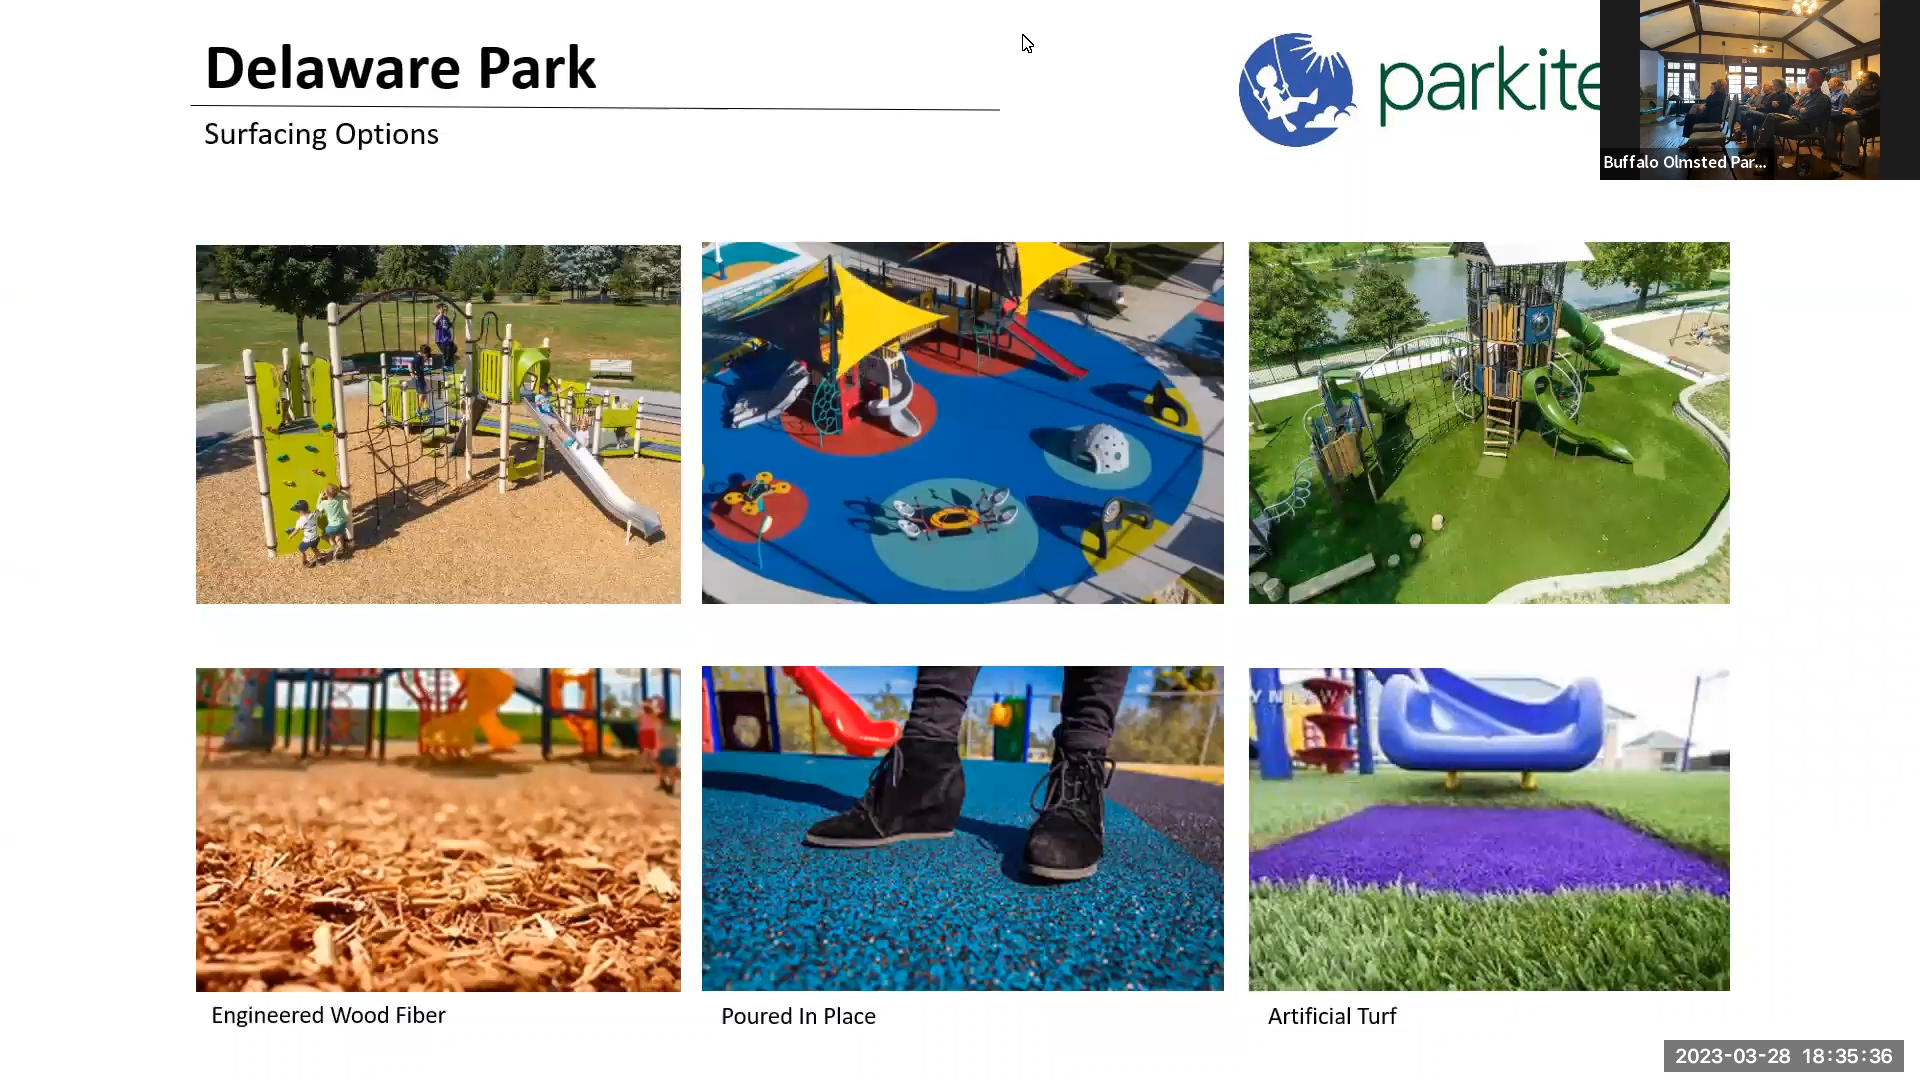 Delaware Park
Surfacing Options
parkite
Buffalo Olmsted Par...
Engineered Wood Fiber
Poured In Place
Artificial Turf
2023-03-28 18:35:36